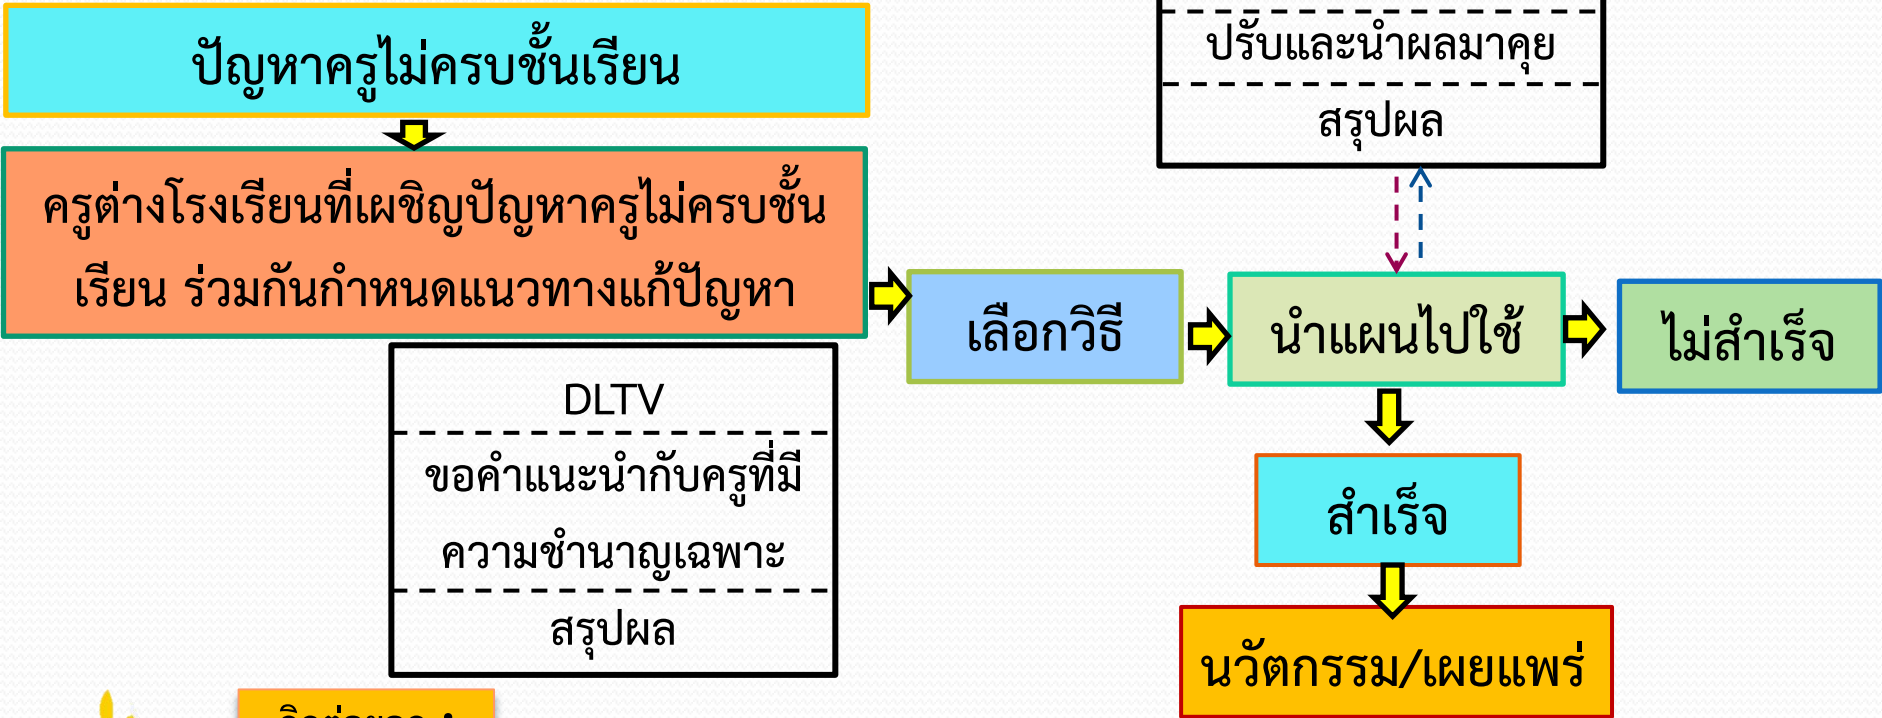 ปัญหาครูไม่ครบชั้นเรียน
ครูต่างโรงเรียนที่เผชิญปัญหาครูไม่ครบชั้น
เรียน ร่วมกันกำหนดแนวทางแก้ปัญหา
DLTV
ขอคำแนะนำกับครูที่มี
ความชำนาญเฉพาะ
สรุปผล
เลือกวิธี
ปรับและนำผลมาคุย
สรุปผล
นำแผนไปใช้
ไม่สำเร็จ
สำเร็จ
นวัตกรรม/เผยแพร่